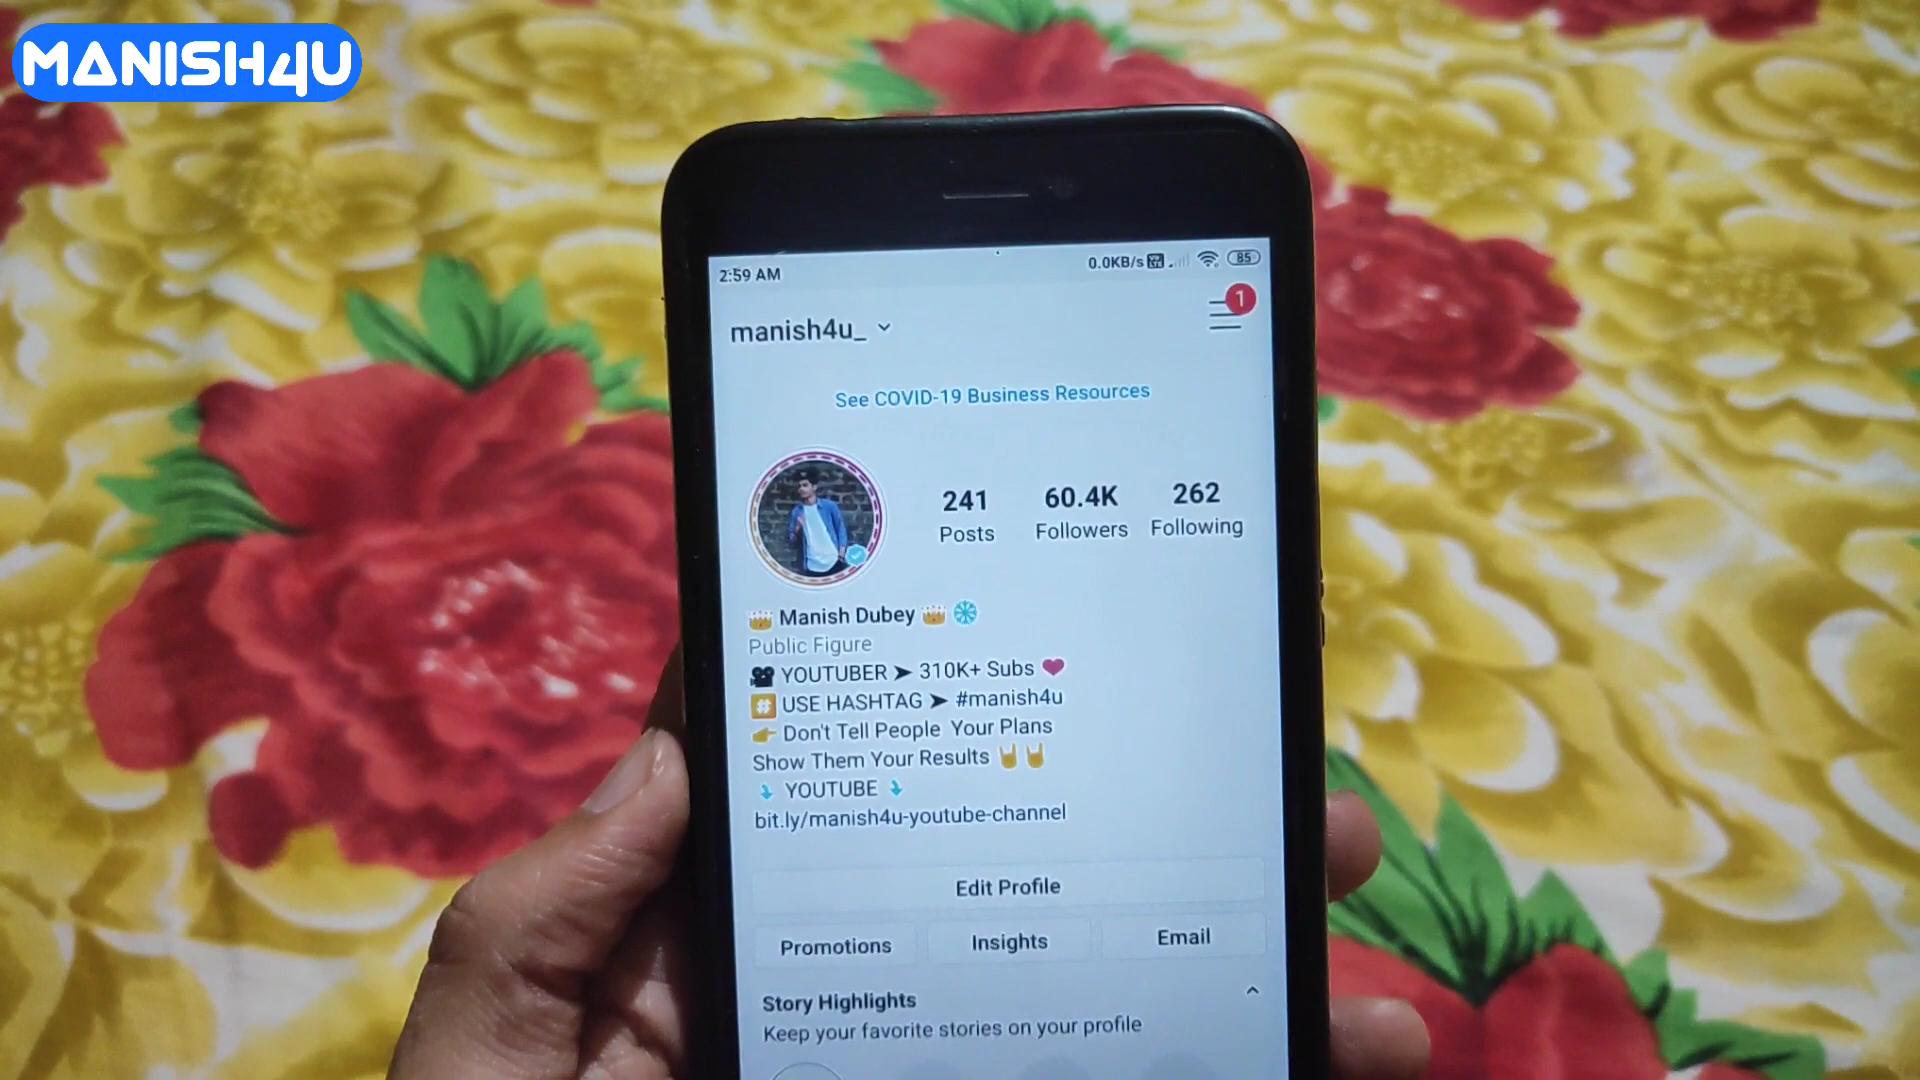 MANISH4U
2:59 AM
0.0KB/s 85
manish4u_
1
See COVID-19 Business Resources
241 60.4K 262
Posts Followers Following
👑 Manish Dubey 👑 ❄️
Public Figure
🎥 YOUTUBER ➤ 310K+ Subs ❤️
#️⃣ USE HASHTAG ➤ #manish4u
👉 Don't Tell People Your Plans
Show Them Your Results 🤘🤘
⤵ YOUTUBE ⤵
bit.ly/manish4u-youtube-channel
Edit Profile
Promotions Insights Email
Story Highlights
Keep your favorite stories on your profile